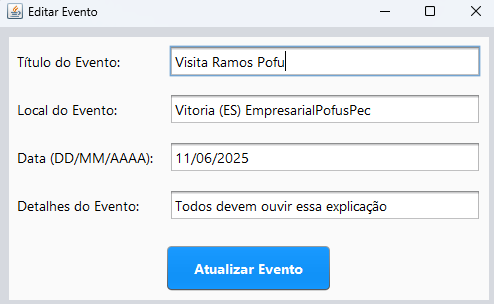 Editar Evento
Título do Evento: Visita Ramos Pofu
Local do Evento: Vitoria (ES) EmpresarialPofusPec
Data (DD/MM/AAAA): 11/06/2025
Detalhes do Evento: Todos devem ouvir essa explicação
Atualizar Evento